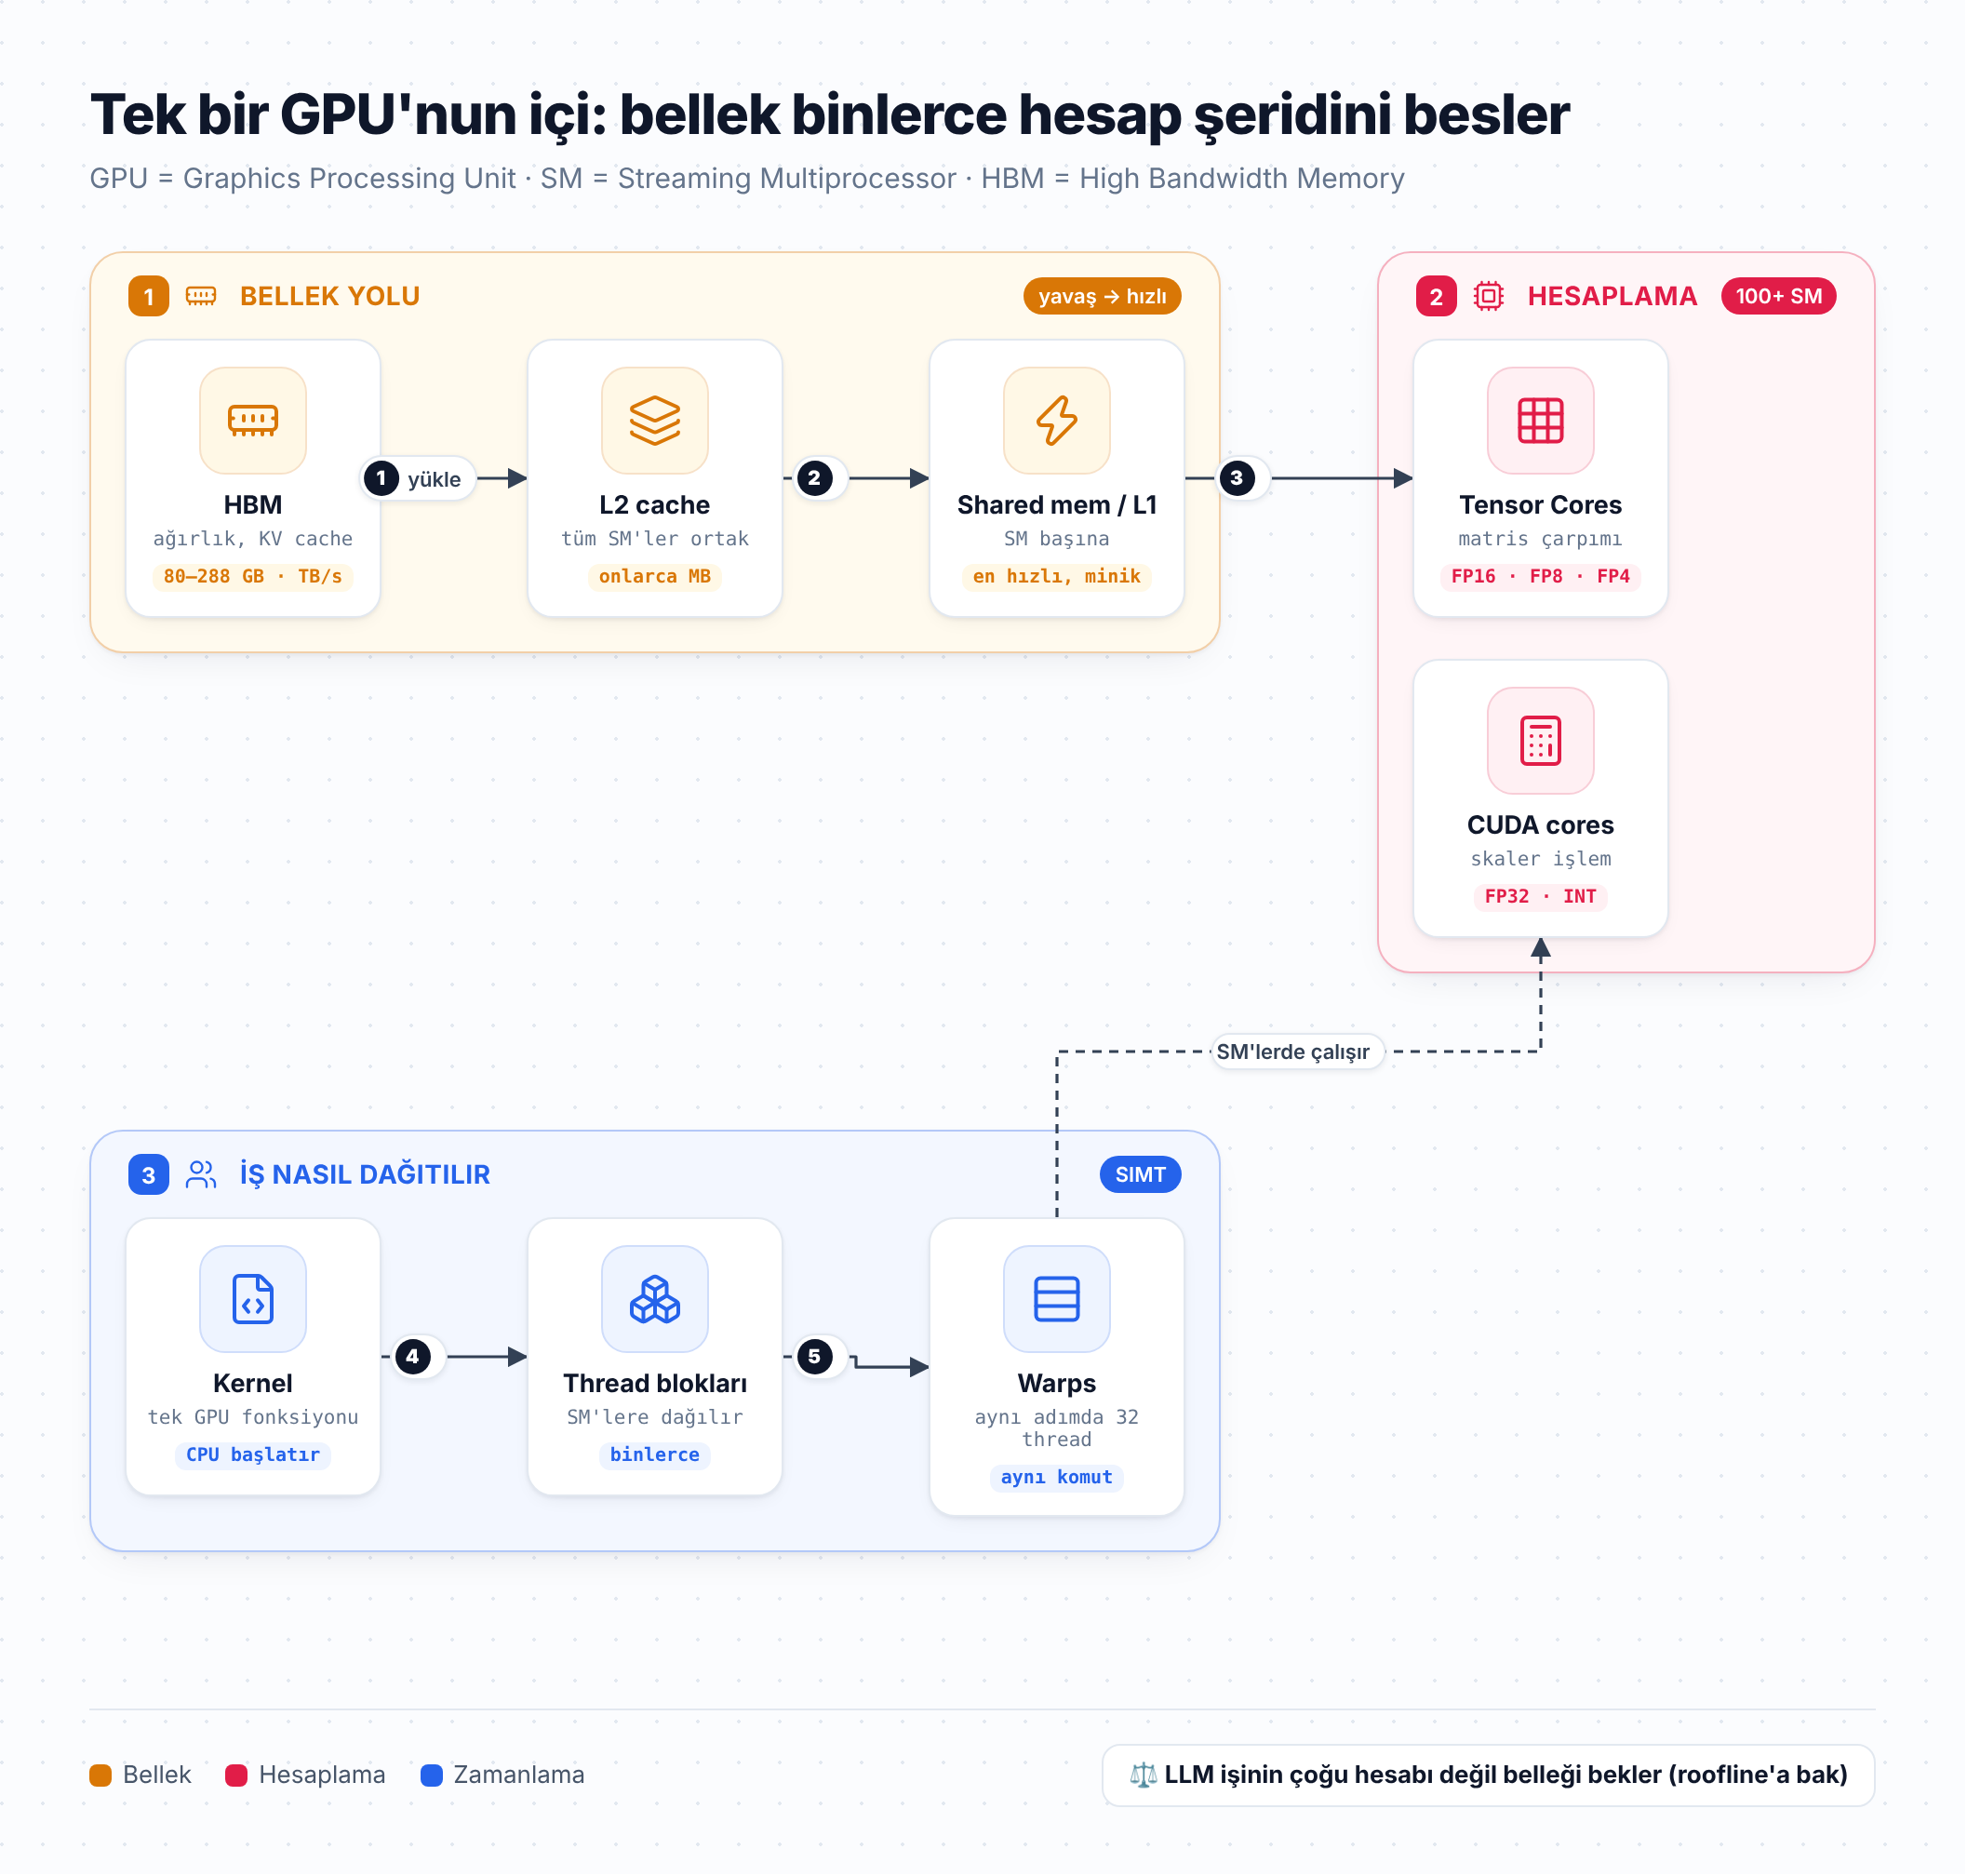 Tek bir GPU'nun içi: bellek binlerce hesap şeridini besler
GPU = Graphics Processing Unit · SM = Streaming Multiprocessor · HBM = High Bandwidth Memory
1 BELLEK YOLU
yavaş → hızlı
HBM
ağırlık, KV cache
80–288 GB · TB/s
1 yükle
L2 cache
tüm SM'ler ortak
onlarca MB
2
Shared mem / L1
SM başına
en hızlı, minik
3
2 HESAPLAMA
100+ SM
Tensor Cores
matris çarpımı
FP16 · FP8 · FP4
CUDA cores
skaler işlem
FP32 · INT
SM'lerde çalışır
3 İŞ NASIL DAĞITILIR
SIMT
Kernel
tek GPU fonksiyonu
CPU başlatır
4
Thread blokları
SM'lere dağılır
binlerce
5
Warps
aynı adımda 32
thread
aynı komut
Bellek
Hesaplama
Zamanlama
⚖️ LLM işinin çoğu hesabı değil belleği bekler (roofline'a bak)